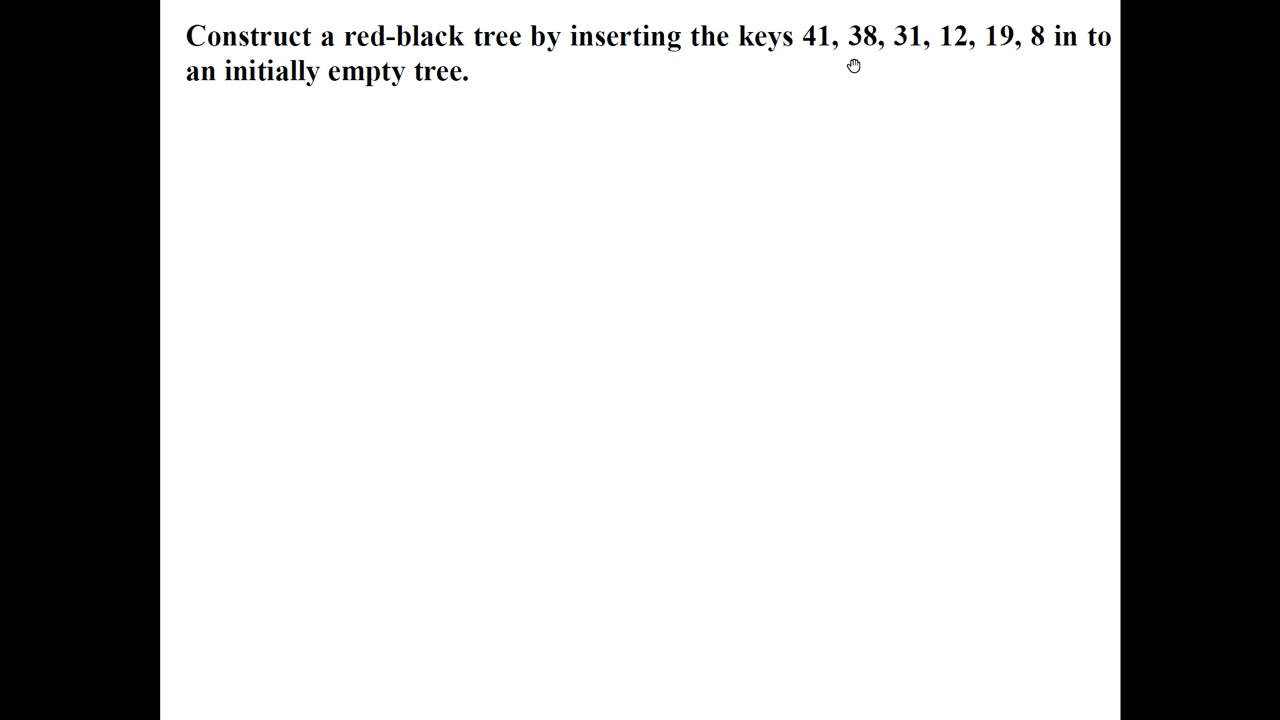 Construct a red-black tree by inserting the keys 41, 38, 31, 12, 19, 8 in to
an initially empty tree.